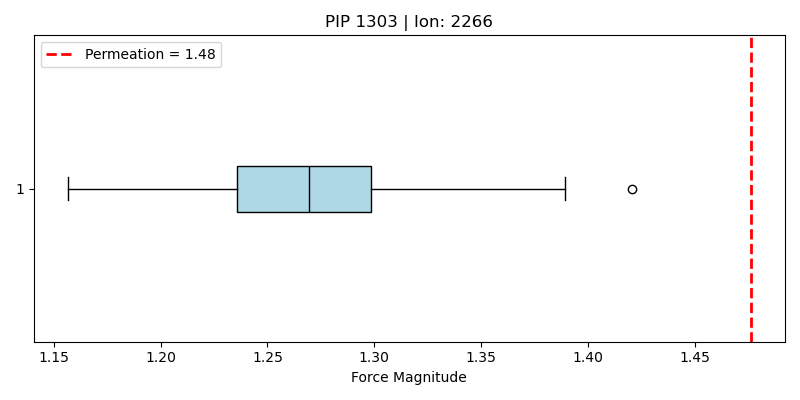 PIP 1303 | Ion: 2266
Permeation = 1.48
1
1.15 1.20 1.25 1.30 1.35 1.40 1.45
Force Magnitude